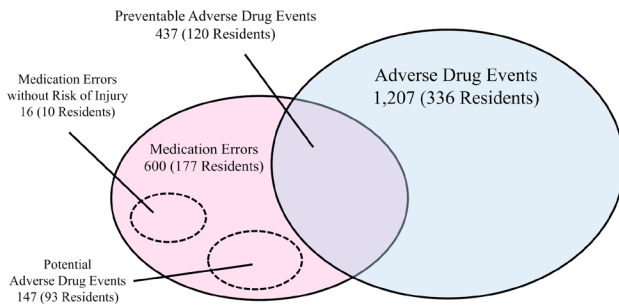 Preventable Adverse Drug Events
437 (120 Residents)
Medication Errors
without Risk of Injury
16 (10 Residents)
Adverse Drug Events
1,207 (336 Residents)
Medication Errors
600 (177 Residents)
Potential
Adverse Drug Events
147 (93 Residents)